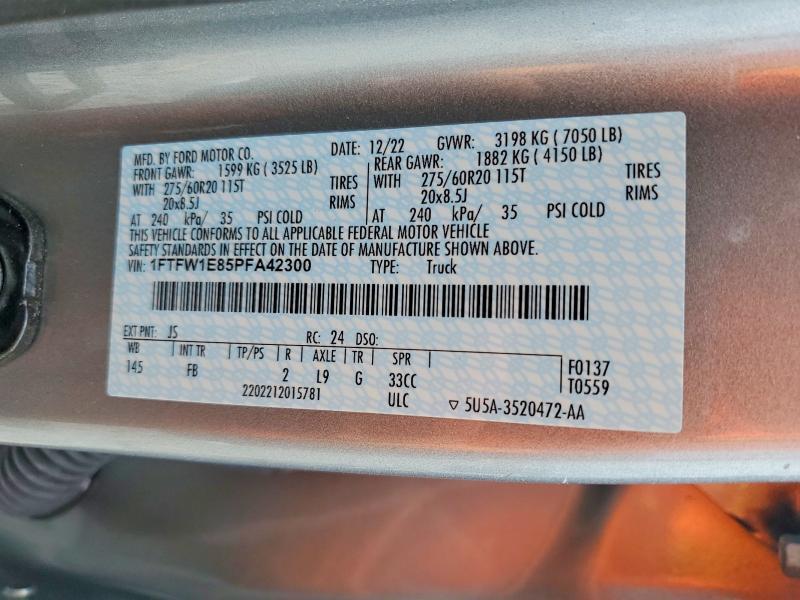 MFD. BY FORD MOTOR CO. DATE: 12/22 GVWR: 3198 KG (7050 LB)
FRONT GAWR: 1599 KG (3525 LB) REAR GAWR: 1882 KG (4150 LB)
WITH 275/60R20 115T TIRES WITH 275/60R20 115T TIRES
20x8.5J RIMS 20x8.5J RIMS
AT 240 kPa/ 35 PSI COLD AT 240 kPa/ 35 PSI COLD
THIS VEHICLE CONFORMS TO ALL APPLICABLE FEDERAL MOTOR VEHICLE
SAFETY STANDARDS IN EFFECT ON THE DATE OF MANUFACTURE SHOWN ABOVE.
VIN: 1FTFW1E85PFA42300 TYPE: Truck
EXT PNT: J5 RC: 24 DSO:
WB INT TR TP/PS R AXLE TR SPR F0137
145 FB 2 L9 G 33CC T0559
2202212015781 ULC ▽ 5U5A-3520472-AA